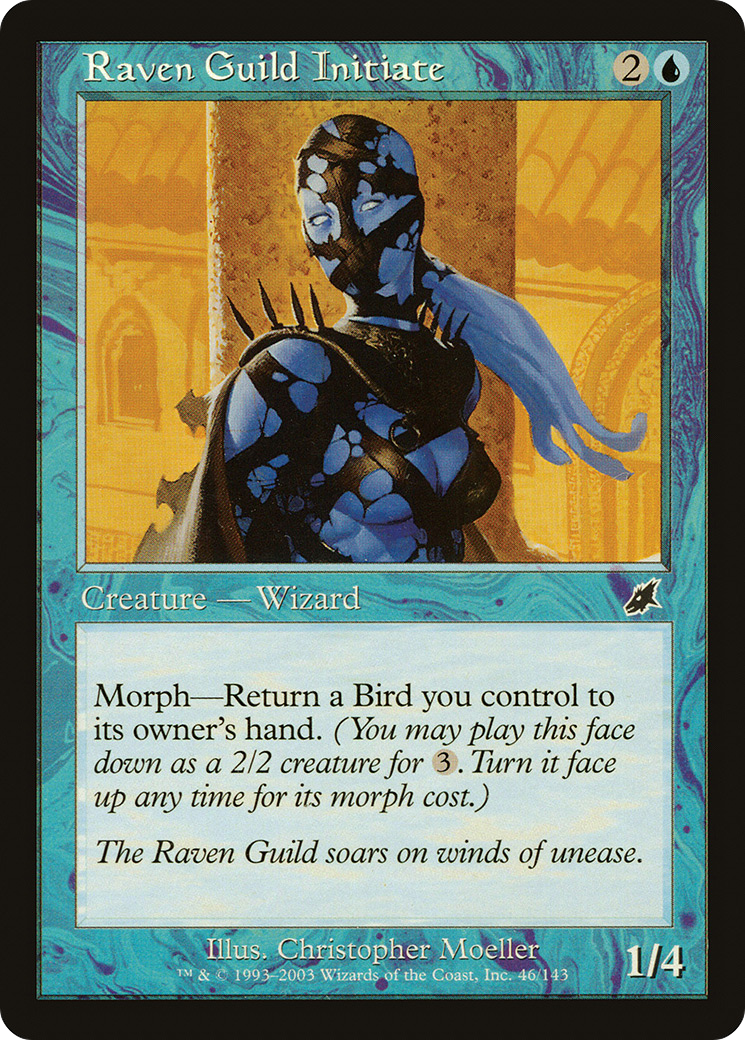 Raven Guild Initiate 2
Creature — Wizard
Morph—Return a Bird you control to
its owner's hand. (You may play this face
down as a 2/2 creature for 3. Turn it face
up any time for its morph cost.)
The Raven Guild soars on winds of unease.
Illus. Christopher Moeller
™ & © 1993–2003 Wizards of the Coast, Inc. 46/143
1/4